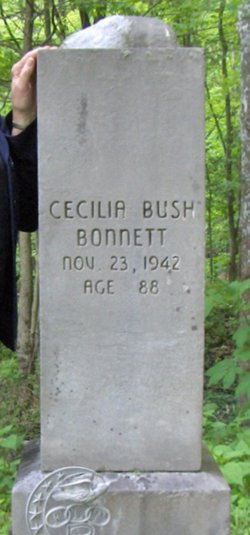 CECILIA BUSH
BONNETT
NOV. 23, 1942
AGE 88